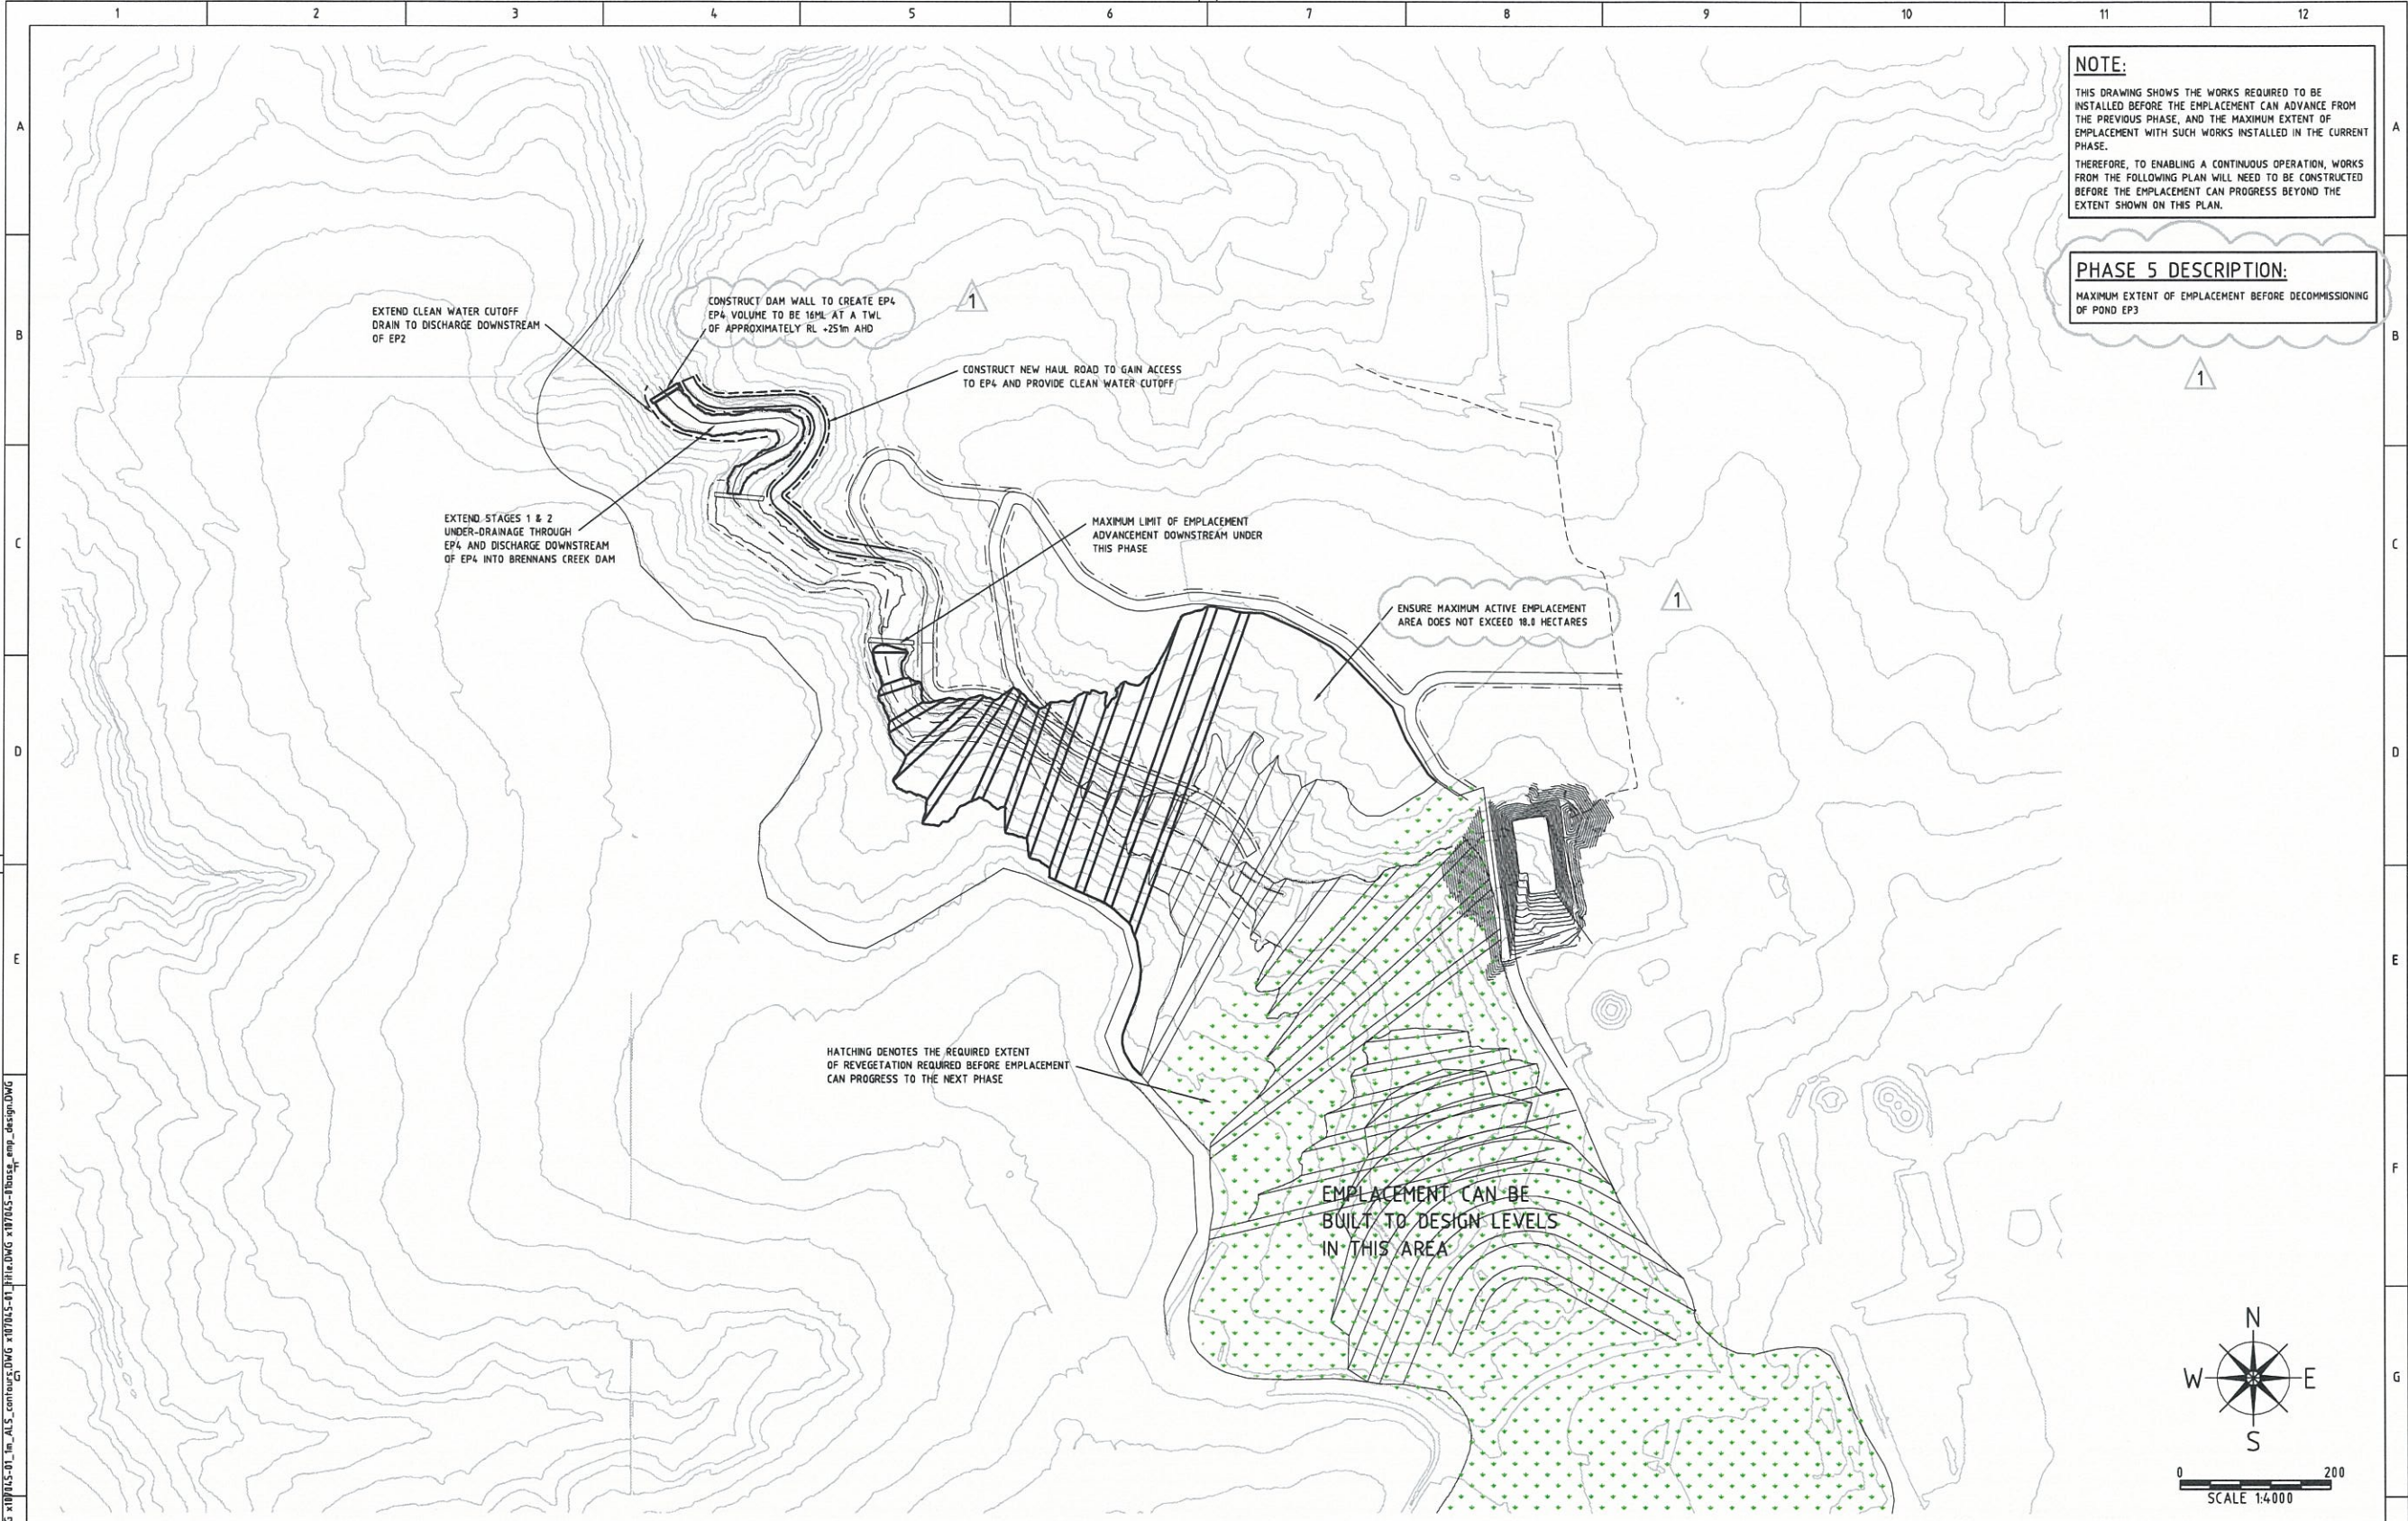 1 2 3 4 5 6 7 8 9 10 11 12
NOTE:
THIS DRAWING SHOWS THE WORKS REQUIRED TO BE
INSTALLED BEFORE THE EMPLACEMENT CAN ADVANCE FROM
THE PREVIOUS PHASE, AND THE MAXIMUM EXTENT OF
EMPLACEMENT WITH SUCH WORKS INSTALLED IN THE CURRENT
PHASE.
THEREFORE, TO ENABLING A CONTINUOUS OPERATION, WORKS
FROM THE FOLLOWING PLAN WILL NEED TO BE CONSTRUCTED
BEFORE THE EMPLACEMENT CAN PROGRESS BEYOND THE
EXTENT SHOWN ON THIS PLAN.
A
A
PHASE 5 DESCRIPTION:
MAXIMUM EXTENT OF EMPLACEMENT BEFORE DECOMMISSIONING
OF POND EP3
1
EXTEND CLEAN WATER CUTOFF
DRAIN TO DISCHARGE DOWNSTREAM
OF EP2
CONSTRUCT DAM WALL TO CREATE EP4
EP4 VOLUME TO BE 16ML AT A TWL
OF APPROXIMATELY RL +251m AHD
1
B
B
CONSTRUCT NEW HAUL ROAD TO GAIN ACCESS
TO EP4 AND PROVIDE CLEAN WATER CUTOFF
EXTEND STAGES 1 & 2
UNDER-DRAINAGE THROUGH
EP4 AND DISCHARGE DOWNSTREAM
OF EP4 INTO BRENNANS CREEK DAM
MAXIMUM LIMIT OF EMPLACEMENT
ADVANCEMENT DOWNSTREAM UNDER
THIS PHASE
C
C
ENSURE MAXIMUM ACTIVE EMPLACEMENT
AREA DOES NOT EXCEED 18.0 HECTARES
1
D
D
E
E
HATCHING DENOTES THE REQUIRED EXTENT
OF REVEGETATION REQUIRED BEFORE EMPLACEMENT
CAN PROGRESS TO THE NEXT PHASE
F
F
EMPLACEMENT CAN BE
BUILT TO DESIGN LEVELS
IN THIS AREA
G
G
N
W E
S
0 200
SCALE 1:4000
x107045-01_1m_ALS_contours.DWG x107045-01_title.DWG x107045-01base_emp_design.DWG